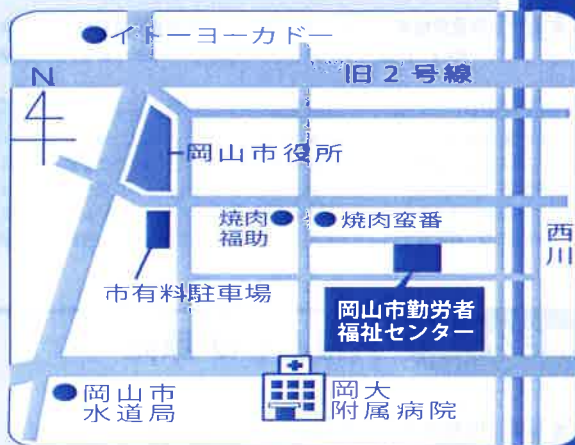 イトーヨーカドー
旧2号線
N
岡山市役所
焼肉
福助
焼肉蛮番
西川
市有料駐車場
岡山市勤労者
福祉センター
岡山市
水道局
岡大
附属病院